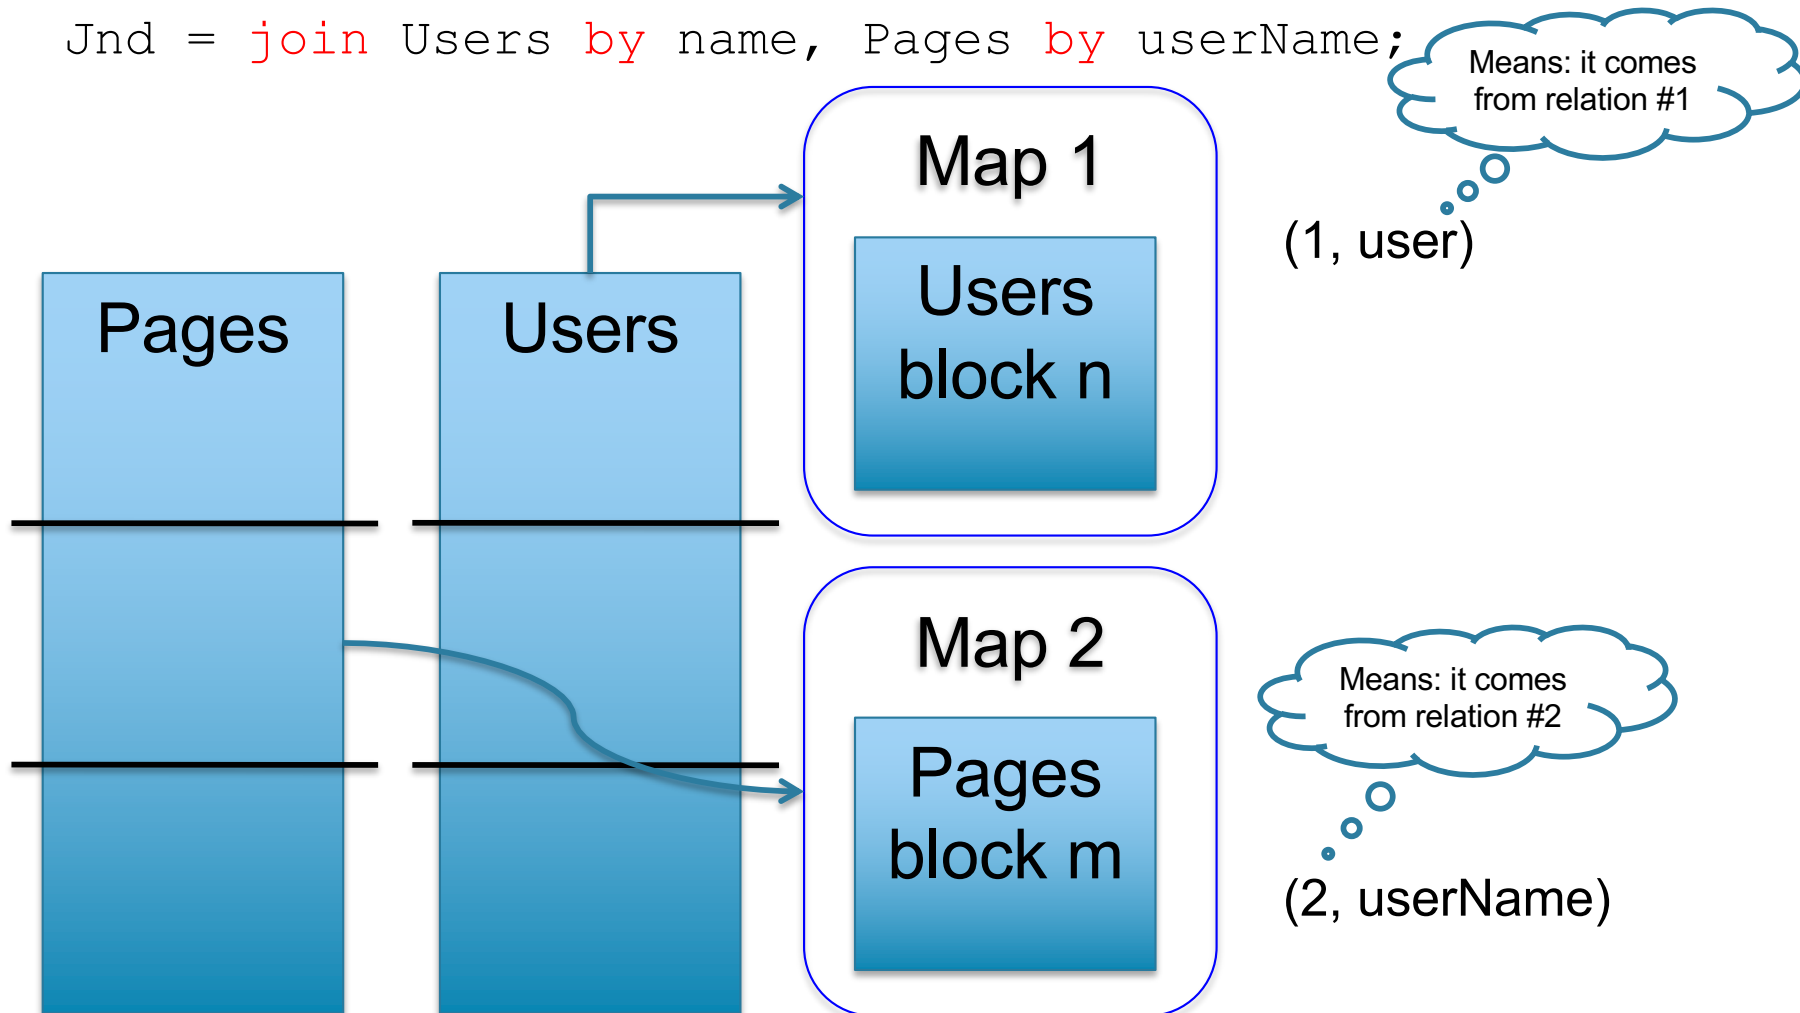 Jnd = join Users by name, Pages by userName;
Means: it comes
from relation #1
Map 1
(1, user)
Users
block n
Pages
Users
Map 2
Means: it comes
from relation #2
Pages
block m
(2, userName)